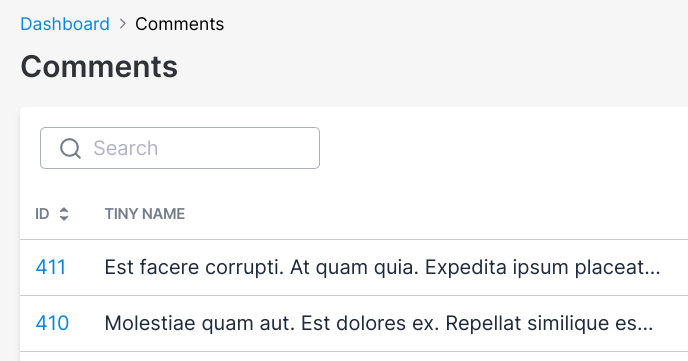 Dashboard > Comments
Comments
Search
ID TINY NAME
411 Est facere corrupti. At quam quia. Expedita ipsum placeat...
410 Molestiae quam aut. Est dolores ex. Repellat similique es...